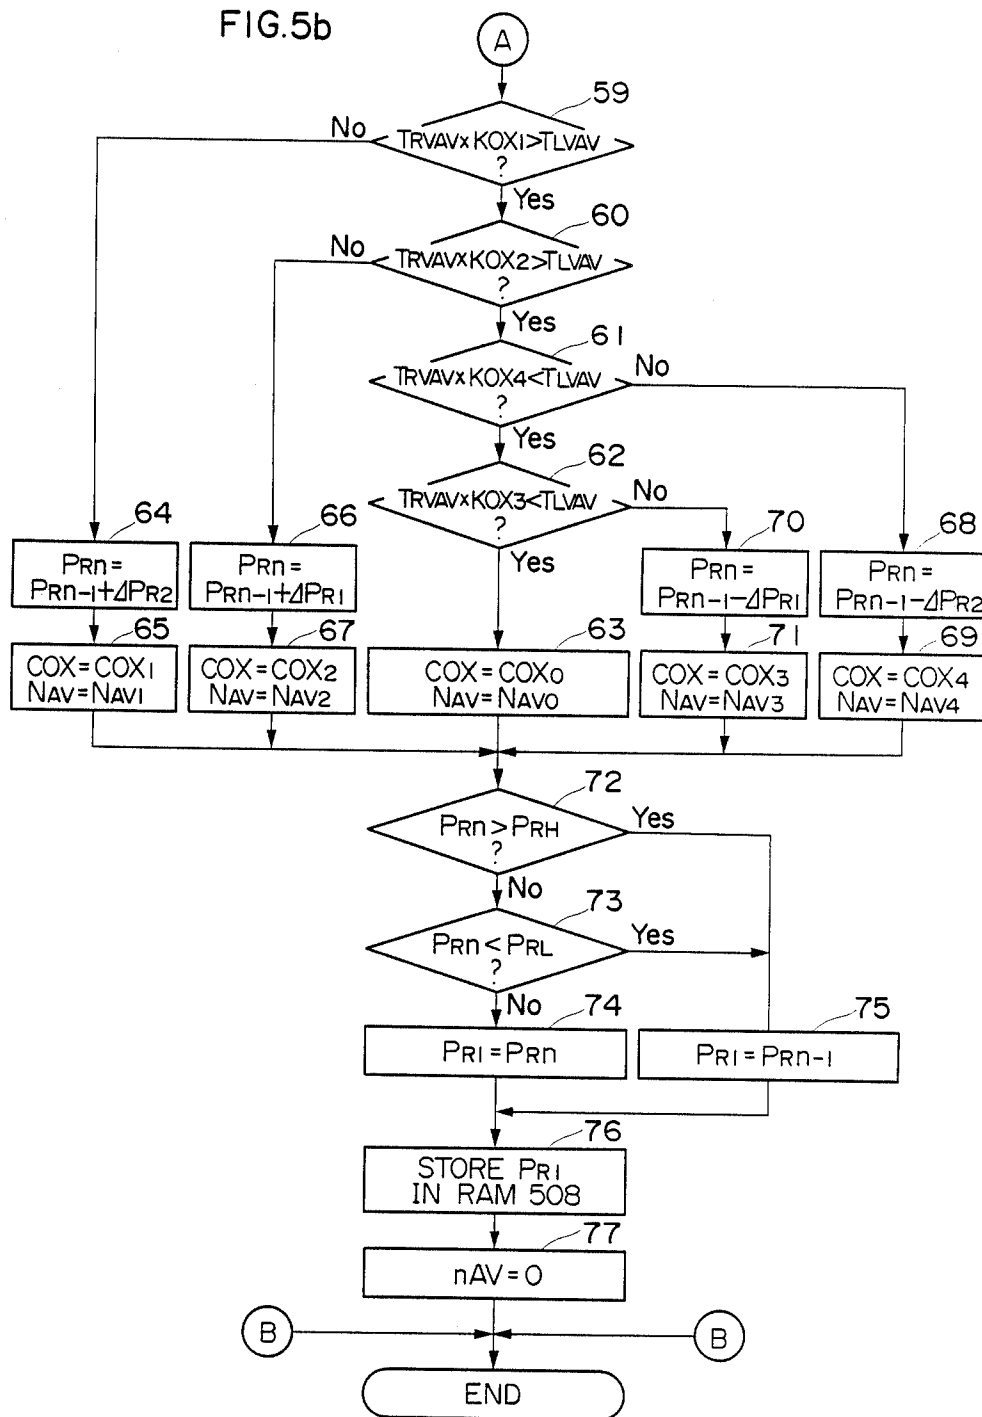 FIG.5b
A
59
No
TRVAV×KOX1>TLVAV
?
Yes
60
No
TRVAV×KOX2>TLVAV
?
Yes
61
TRVAV×KOX4<TLVAV
No
?
Yes
62
TRVAV×KOX3<TLVAV
No
?
Yes
64
PRn=
PRn-1+ΔPR2
66
PRn=
PRn-1+ΔPR1
70
PRn=
PRn-1-ΔPR1
68
PRn=
PRn-1-ΔPR2
65
COX=COX1
NAV=NAV1
67
COX=COX2
NAV=NAV2
63
COX=COX0
NAV=NAV0
71
COX=COX3
NAV=NAV3
69
COX=COX4
NAV=NAV4
72
PRn>PRH
?
Yes
No
73
PRn<PRL
?
Yes
No
74
PR1=PRn
75
PR1=PRn-1
76
STORE PR1
IN RAM 508
77
nAV=0
B
B
END